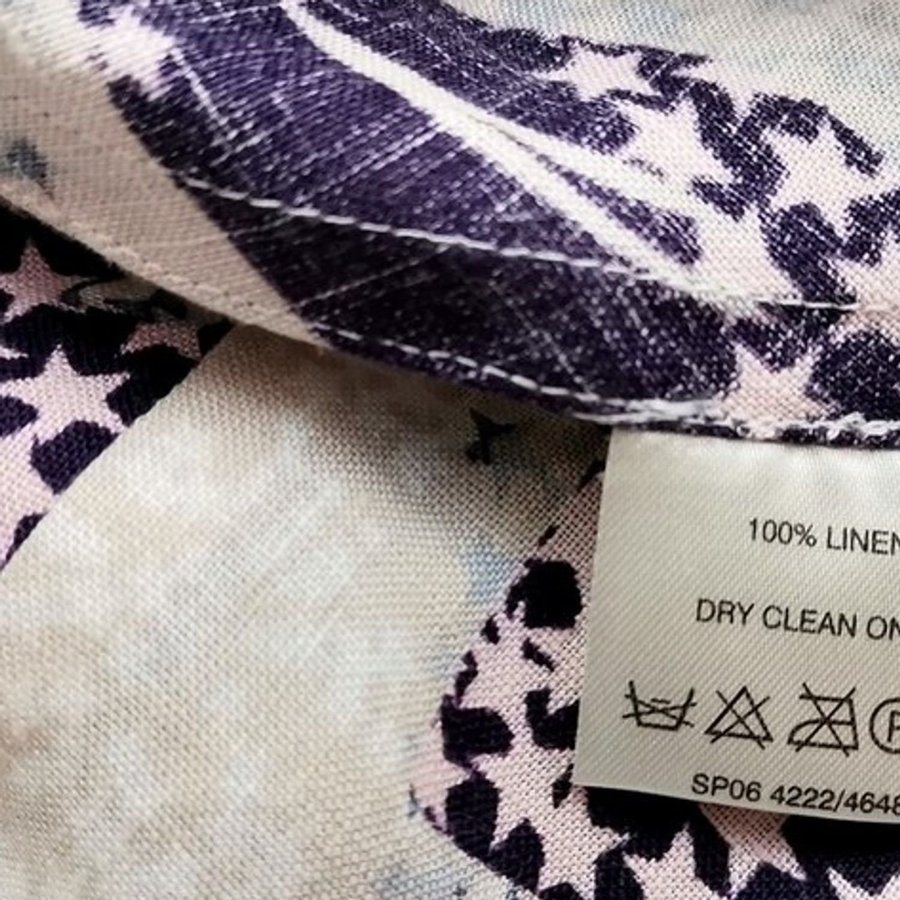 100% LINEN
DRY CLEAN ON
P
SP06 4222/4648